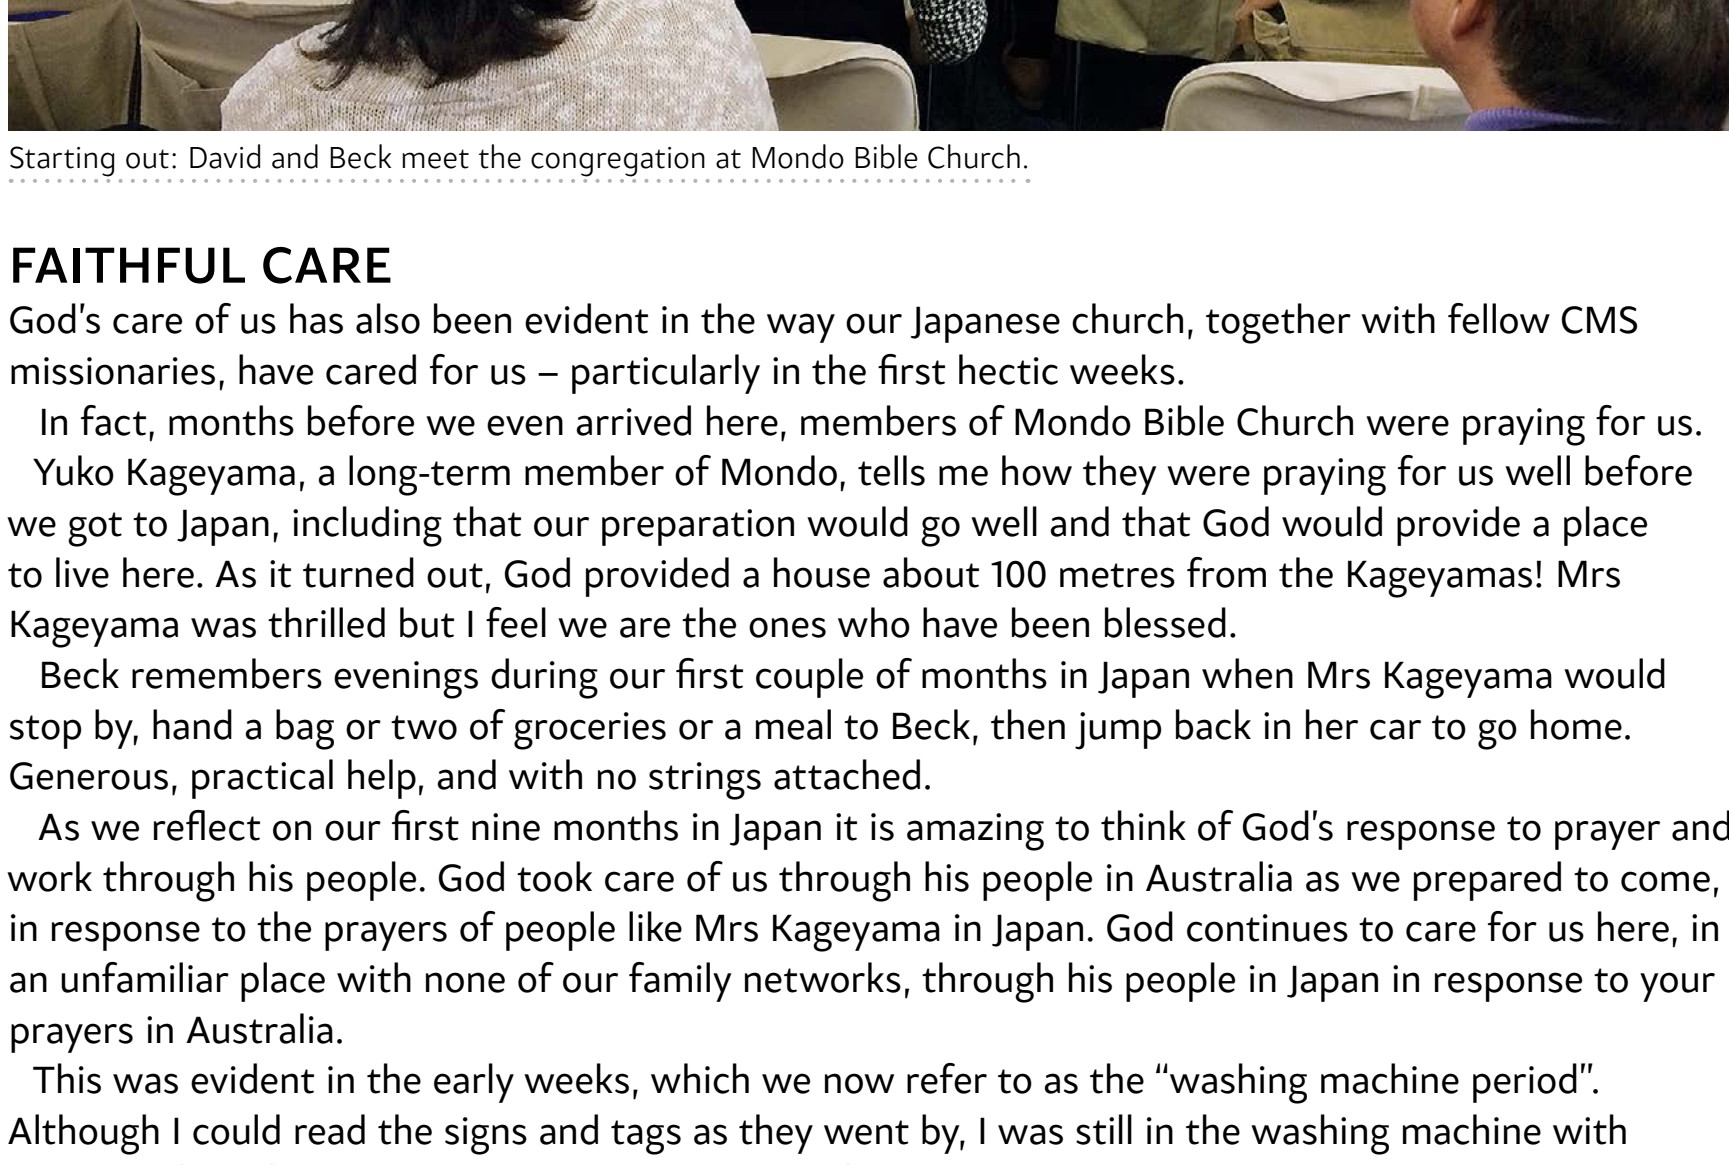 Starting out: David and Beck meet the congregation at Mondo Bible Church.
FAITHFUL CARE
God’s care of us has also been evident in the way our Japanese church, together with fellow CMS
missionaries, have cared for us – particularly in the first hectic weeks.
In fact, months before we even arrived here, members of Mondo Bible Church were praying for us.
Yuko Kageyama, a long-term member of Mondo, tells me how they were praying for us well before
we got to Japan, including that our preparation would go well and that God would provide a place
to live here. As it turned out, God provided a house about 100 metres from the Kageyamas! Mrs
Kageyama was thrilled but I feel we are the ones who have been blessed.
Beck remembers evenings during our first couple of months in Japan when Mrs Kageyama would
stop by, hand a bag or two of groceries or a meal to Beck, then jump back in her car to go home.
Generous, practical help, and with no strings attached.
As we reflect on our first nine months in Japan it is amazing to think of God’s response to prayer and
work through his people. God took care of us through his people in Australia as we prepared to come,
in response to the prayers of people like Mrs Kageyama in Japan. God continues to care for us here, in
an unfamiliar place with none of our family networks, through his people in Japan in response to your
prayers in Australia.
This was evident in the early weeks, which we now refer to as the “washing machine period”.
Although I could read the signs and tags as they went by, I was still in the washing machine with